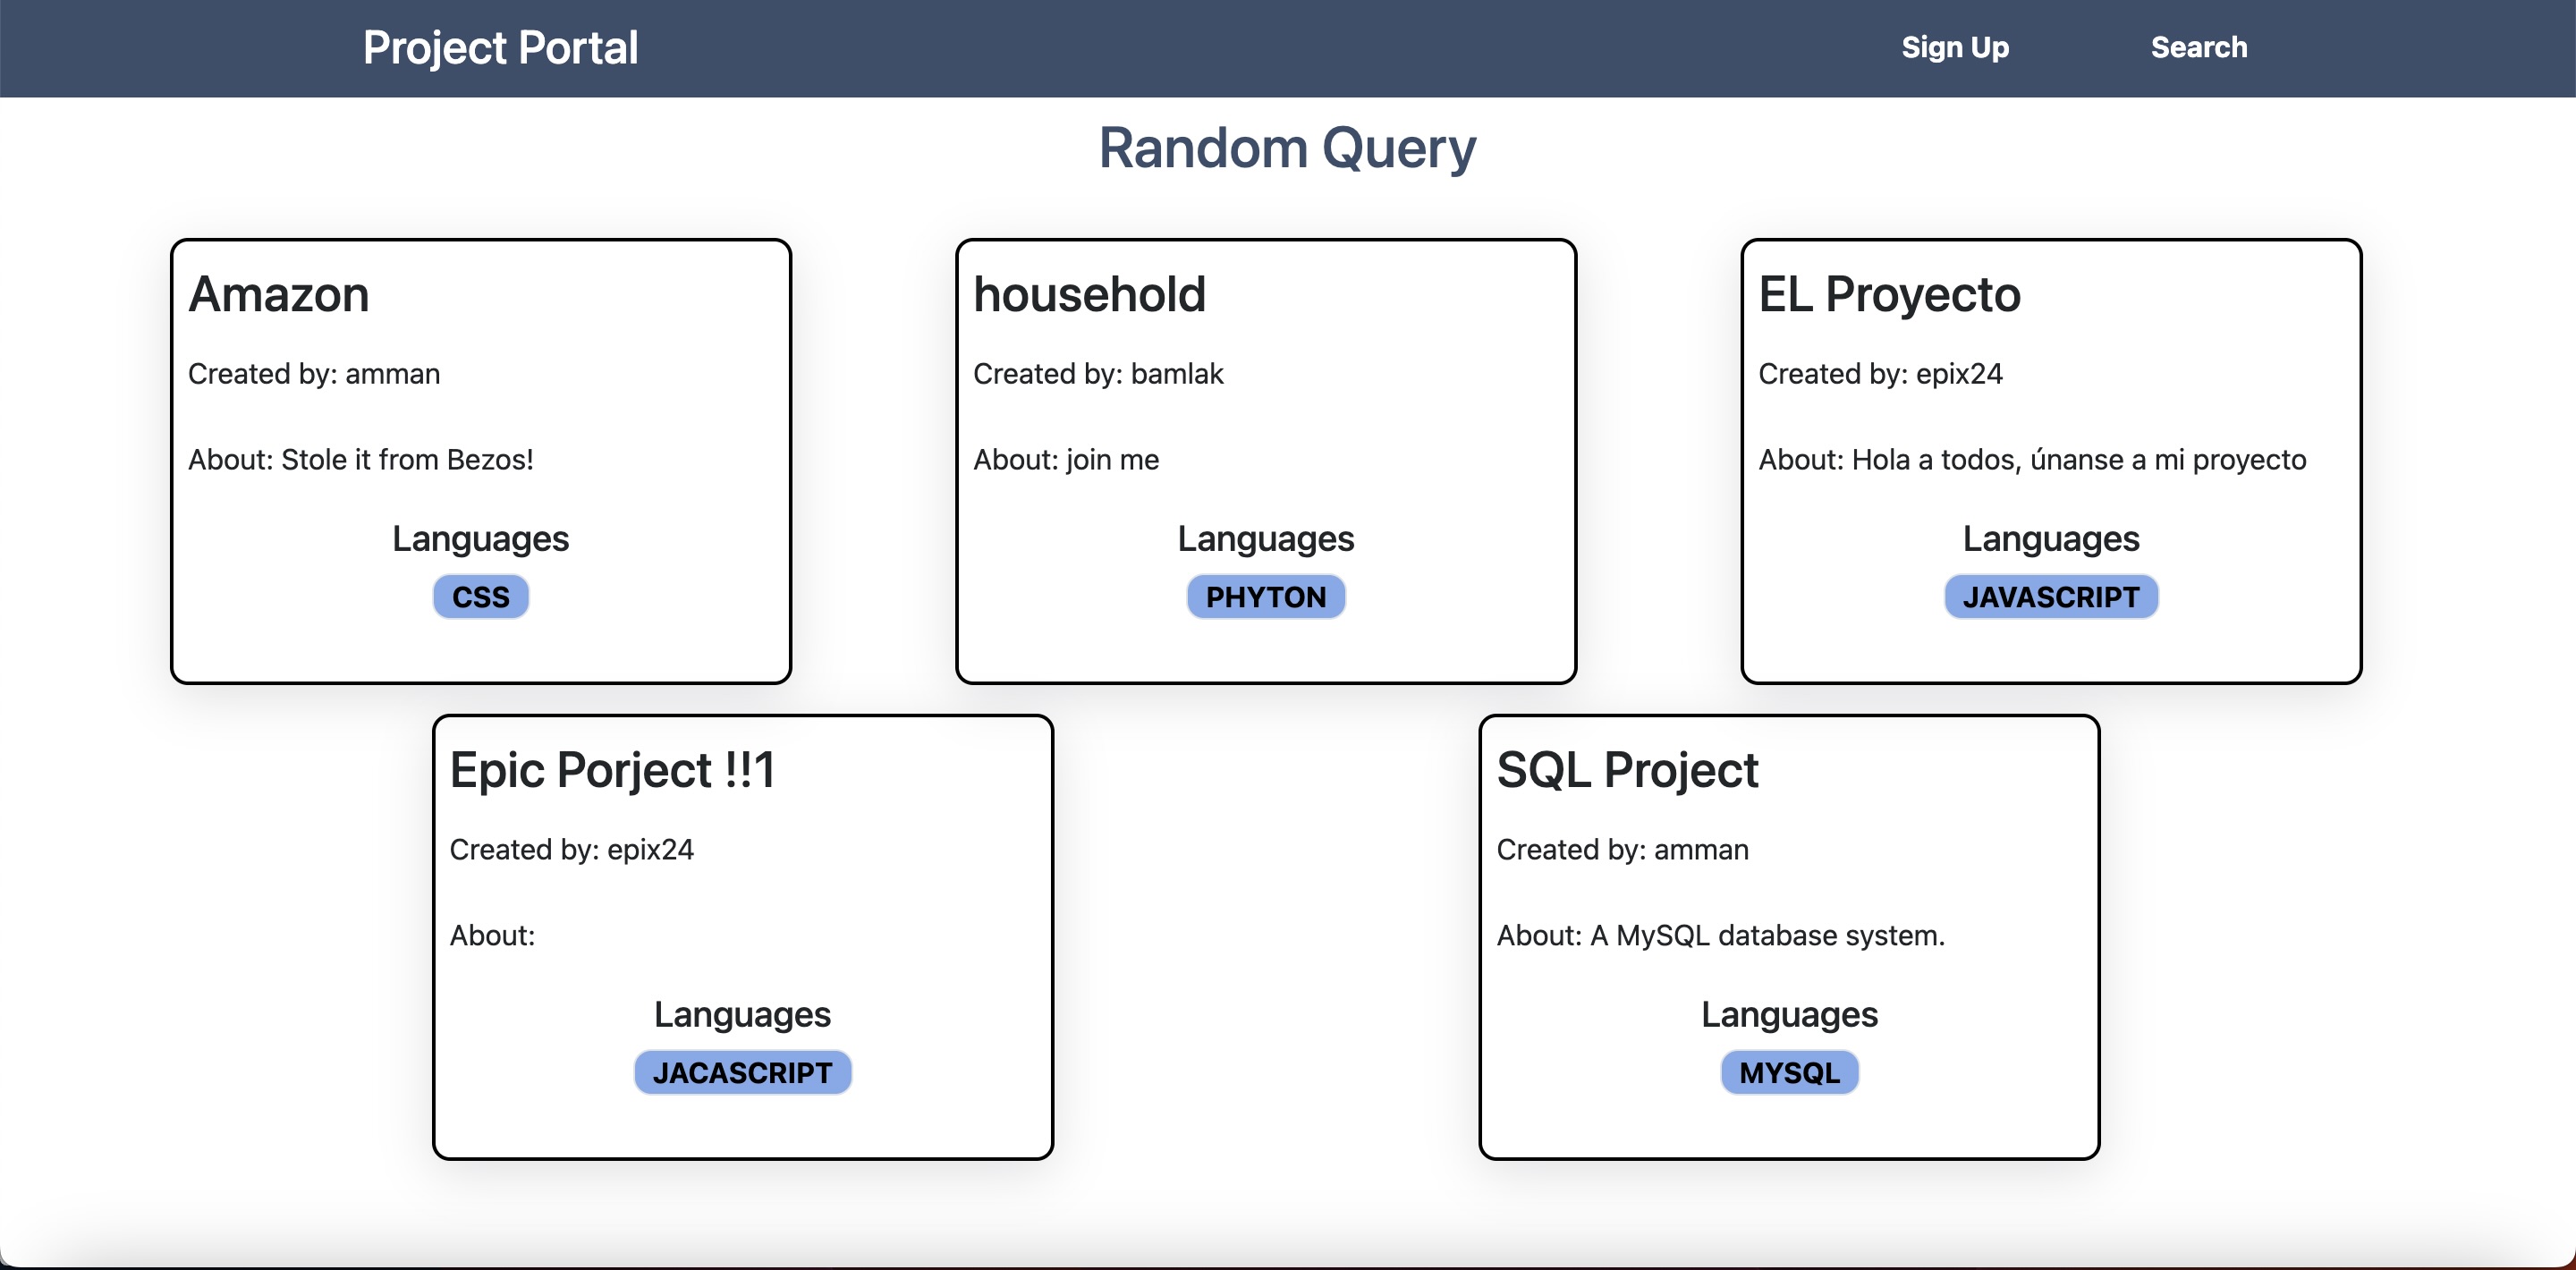 Project Portal
Sign Up
Search
Random Query
Amazon
Created by: amman
About: Stole it from Bezos!
Languages
CSS
household
Created by: bamlak
About: join me
Languages
PHYTON
EL Proyecto
Created by: epix24
About: Hola a todos, únanse a mi proyecto
Languages
JAVASCRIPT
Epic Porject !!1
Created by: epix24
About:
Languages
JACASCRIPT
SQL Project
Created by: amman
About: A MySQL database system.
Languages
MYSQL